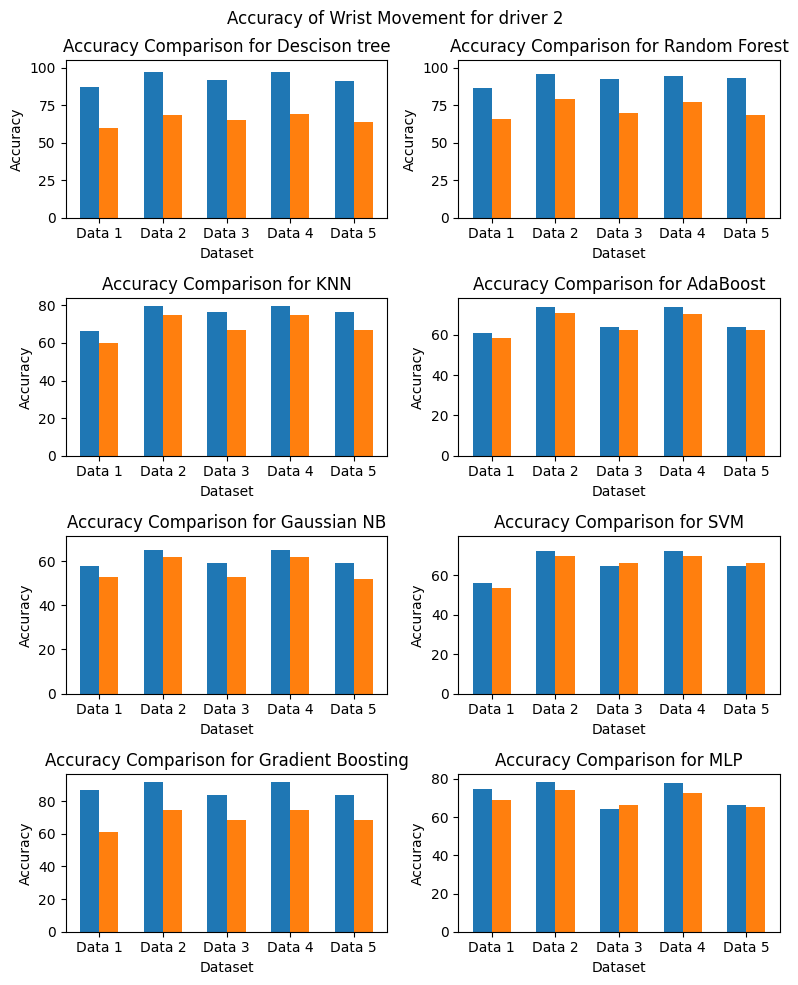 Accuracy of Wrist Movement for driver 2
Accuracy Comparison for Descison tree
100
75
50
25
0
Accuracy
Data 1 Data 2 Data 3 Data 4 Data 5
Dataset
Accuracy Comparison for Random Forest
100
75
50
25
0
Accuracy
Data 1 Data 2 Data 3 Data 4 Data 5
Dataset
Accuracy Comparison for KNN
80
60
40
20
0
Accuracy
Data 1 Data 2 Data 3 Data 4 Data 5
Dataset
Accuracy Comparison for AdaBoost
60
40
20
0
Accuracy
Data 1 Data 2 Data 3 Data 4 Data 5
Dataset
Accuracy Comparison for Gaussian NB
60
40
20
0
Accuracy
Data 1 Data 2 Data 3 Data 4 Data 5
Dataset
Accuracy Comparison for SVM
60
40
20
0
Accuracy
Data 1 Data 2 Data 3 Data 4 Data 5
Dataset
Accuracy Comparison for Gradient Boosting
80
60
40
20
0
Accuracy
Data 1 Data 2 Data 3 Data 4 Data 5
Dataset
Accuracy Comparison for MLP
80
60
40
20
0
Accuracy
Data 1 Data 2 Data 3 Data 4 Data 5
Dataset